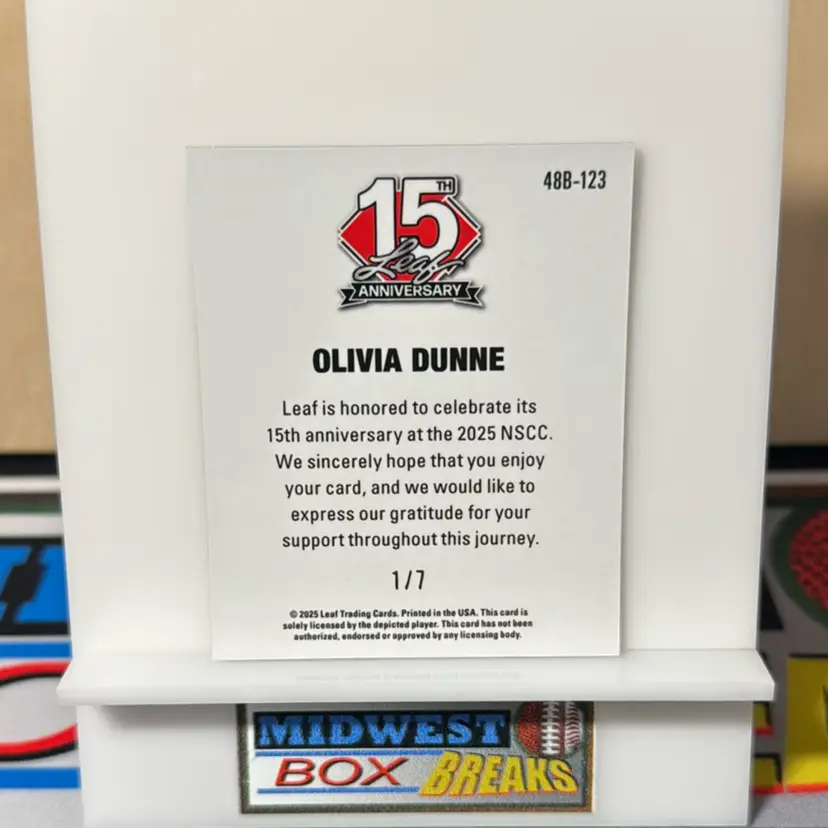 15TH
Leaf
ANNIVERSARY
48B-123
OLIVIA DUNNE
Leaf is honored to celebrate its
15th anniversary at the 2025 NSCC.
We sincerely hope that you enjoy
your card, and we would like to
express our gratitude for your
support throughout this journey.
1/7
© 2025 Leaf Trading Cards. Printed in the USA. This card is
solely licensed by the depicted player. This card has not been
authorized, endorsed or approved by any licensing body.
MIDWEST
BOX BREAKS